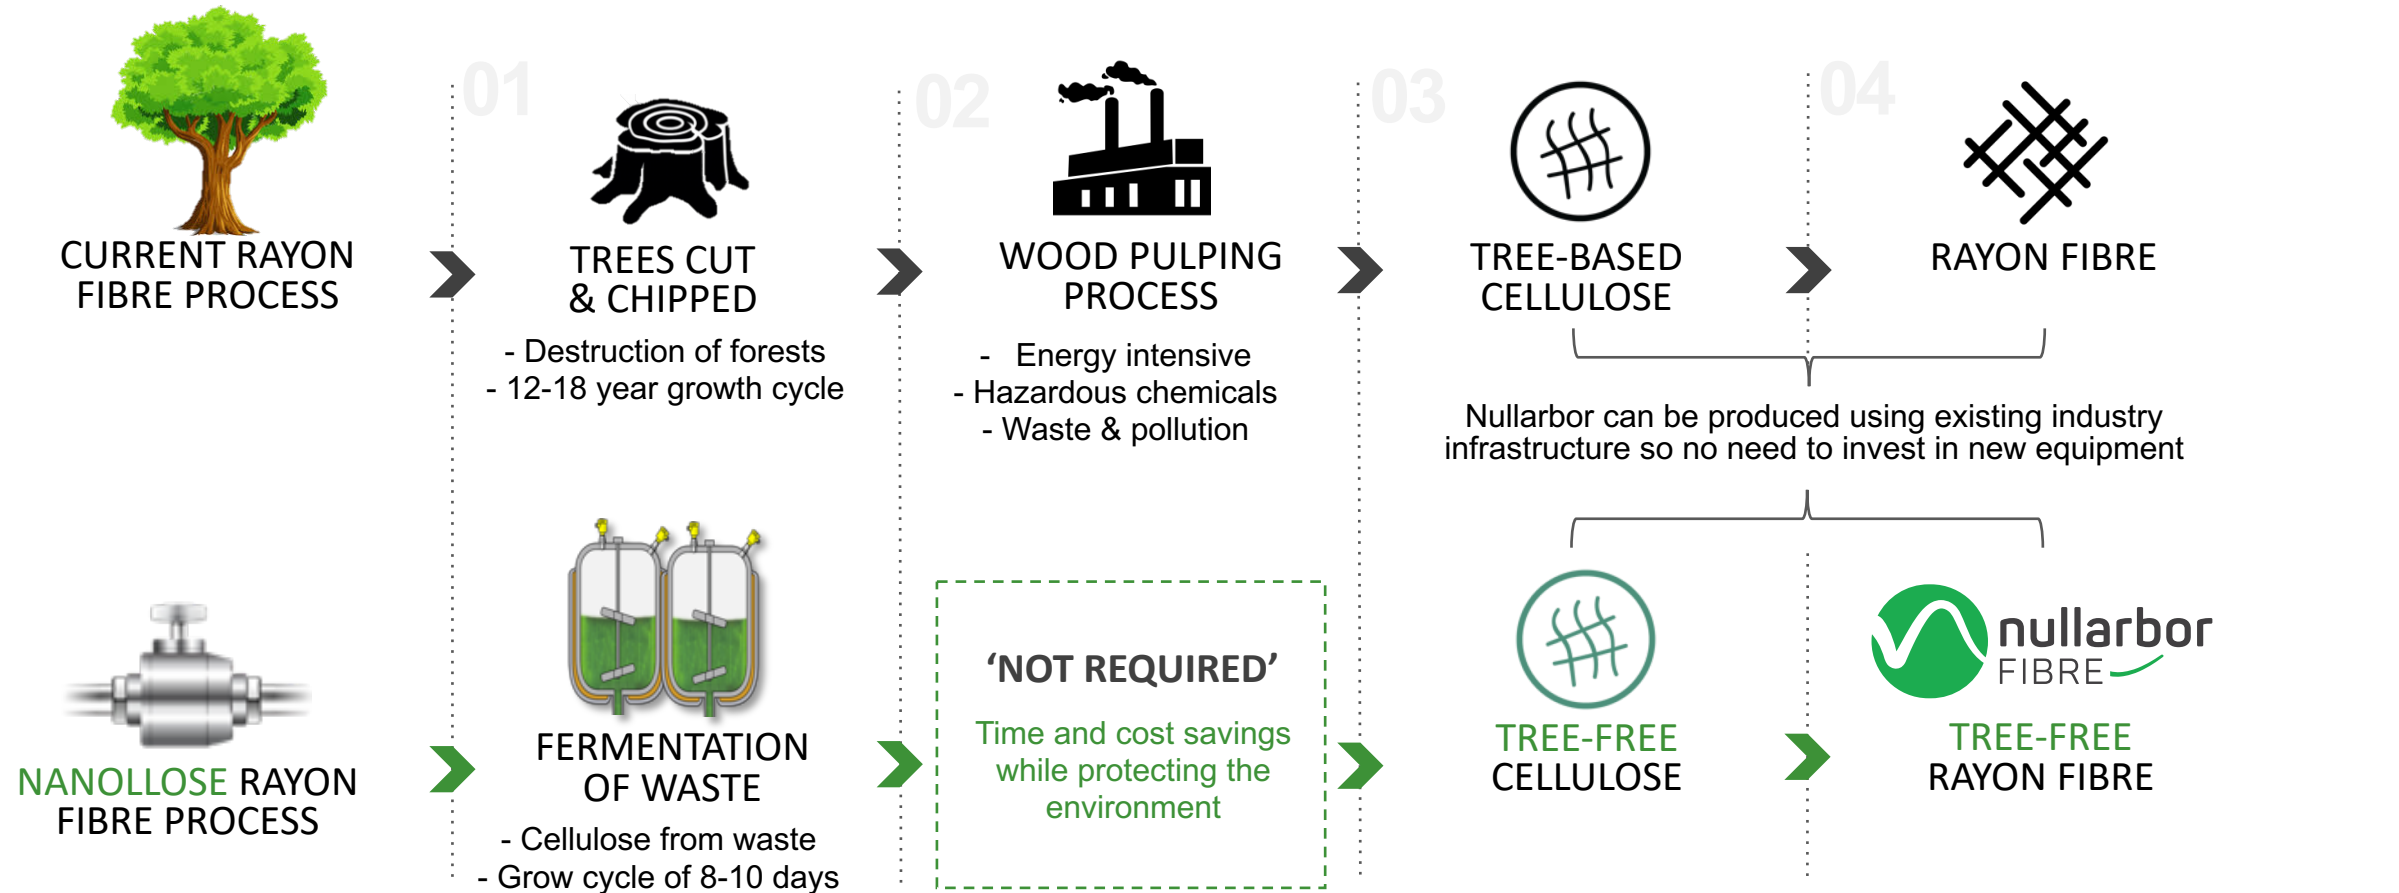 01
02
03
04
CURRENT RAYON
FIBRE PROCESS
TREES CUT
& CHIPPED
- Destruction of forests
- 12-18 year growth cycle
WOOD PULPING
PROCESS
- Energy intensive
- Hazardous chemicals
- Waste & pollution
TREE-BASED
CELLULOSE
RAYON FIBRE
Nullarbor can be produced using existing industry
infrastructure so no need to invest in new equipment
NANOLLOSE RAYON
FIBRE PROCESS
FERMENTATION
OF WASTE
- Cellulose from waste
- Grow cycle of 8-10 days
‘NOT REQUIRED’
Time and cost savings
while protecting the
environment
TREE-FREE
CELLULOSE
nullarbor
FIBRE
TREE-FREE
RAYON FIBRE